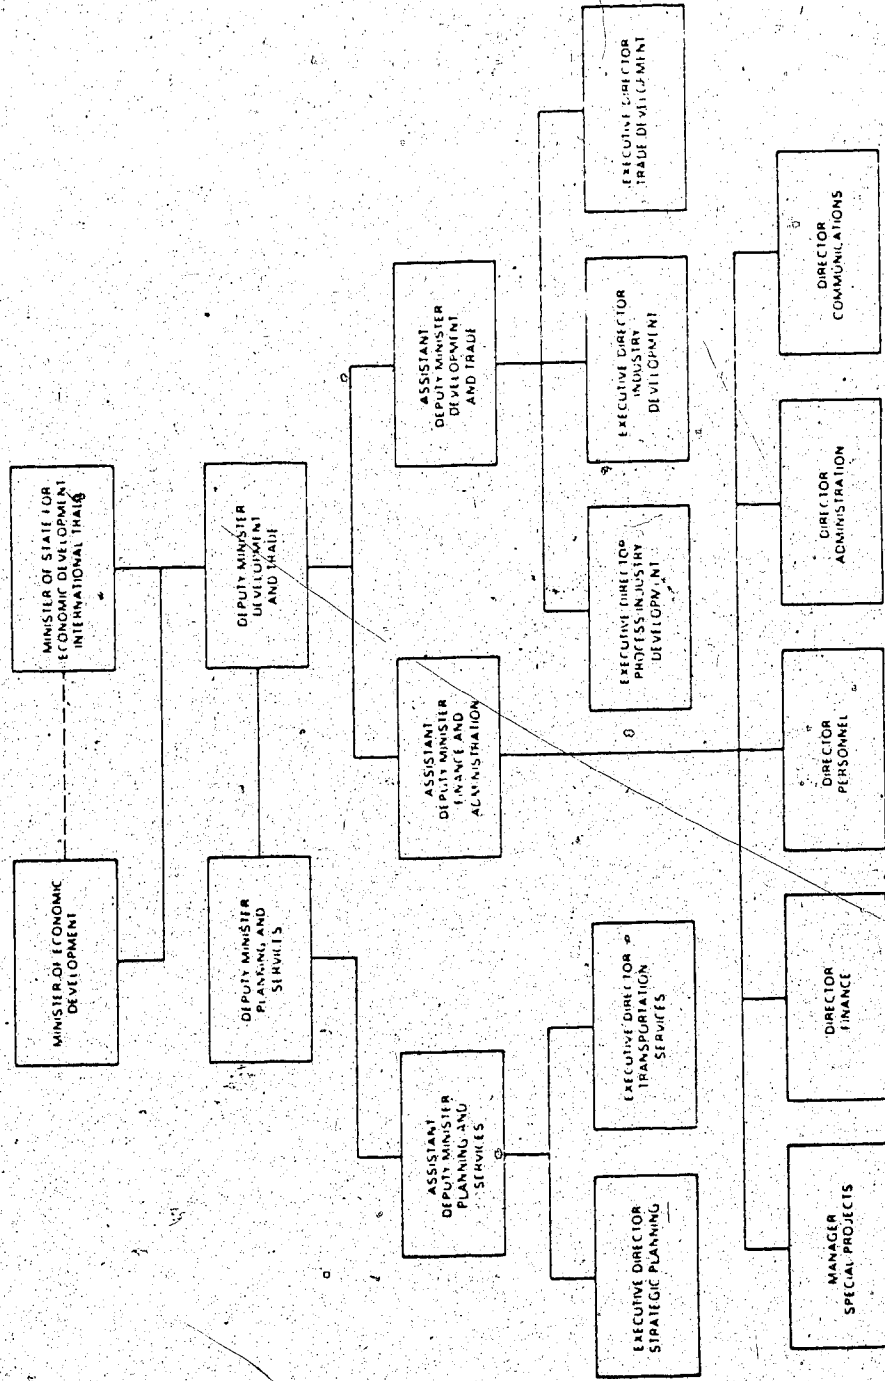 MINISTER OF ECONOMIC
DEVELOPMENT
MINISTER OF STATE FOR
ECONOMIC DEVELOPMENT
INTERNATIONAL TRADE
DEPUTY MINISTER
PLANNING AND
SERVICES
DEPUTY MINISTER
DEVELOPMENT
AND TRADE
ASSISTANT
DEPUTY MINISTER
PLANNING AND
SERVICES
ASSISTANT
DEPUTY MINISTER
FINANCE AND
ADMINISTRATION
ASSISTANT
DEPUTY MINISTER
DEVELOPMENT
AND TRADE
EXECUTIVE DIRECTOR
STRATEGIC PLANNING
EXECUTIVE DIRECTOR
TRANSPORTATION
SERVICES
EXECUTIVE DIRECTOR
PROCESS INDUSTRY
DEVELOPMENT
EXECUTIVE DIRECTOR
INDUSTRY
DEVELOPMENT
EXECUTIVE DIRECTOR
TRADE DEVELOPMENT
MANAGER
SPECIAL PROJECTS
DIRECTOR
FINANCE
DIRECTOR
PERSONNEL
DIRECTOR
ADMINISTRATION
DIRECTOR
COMMUNICATIONS